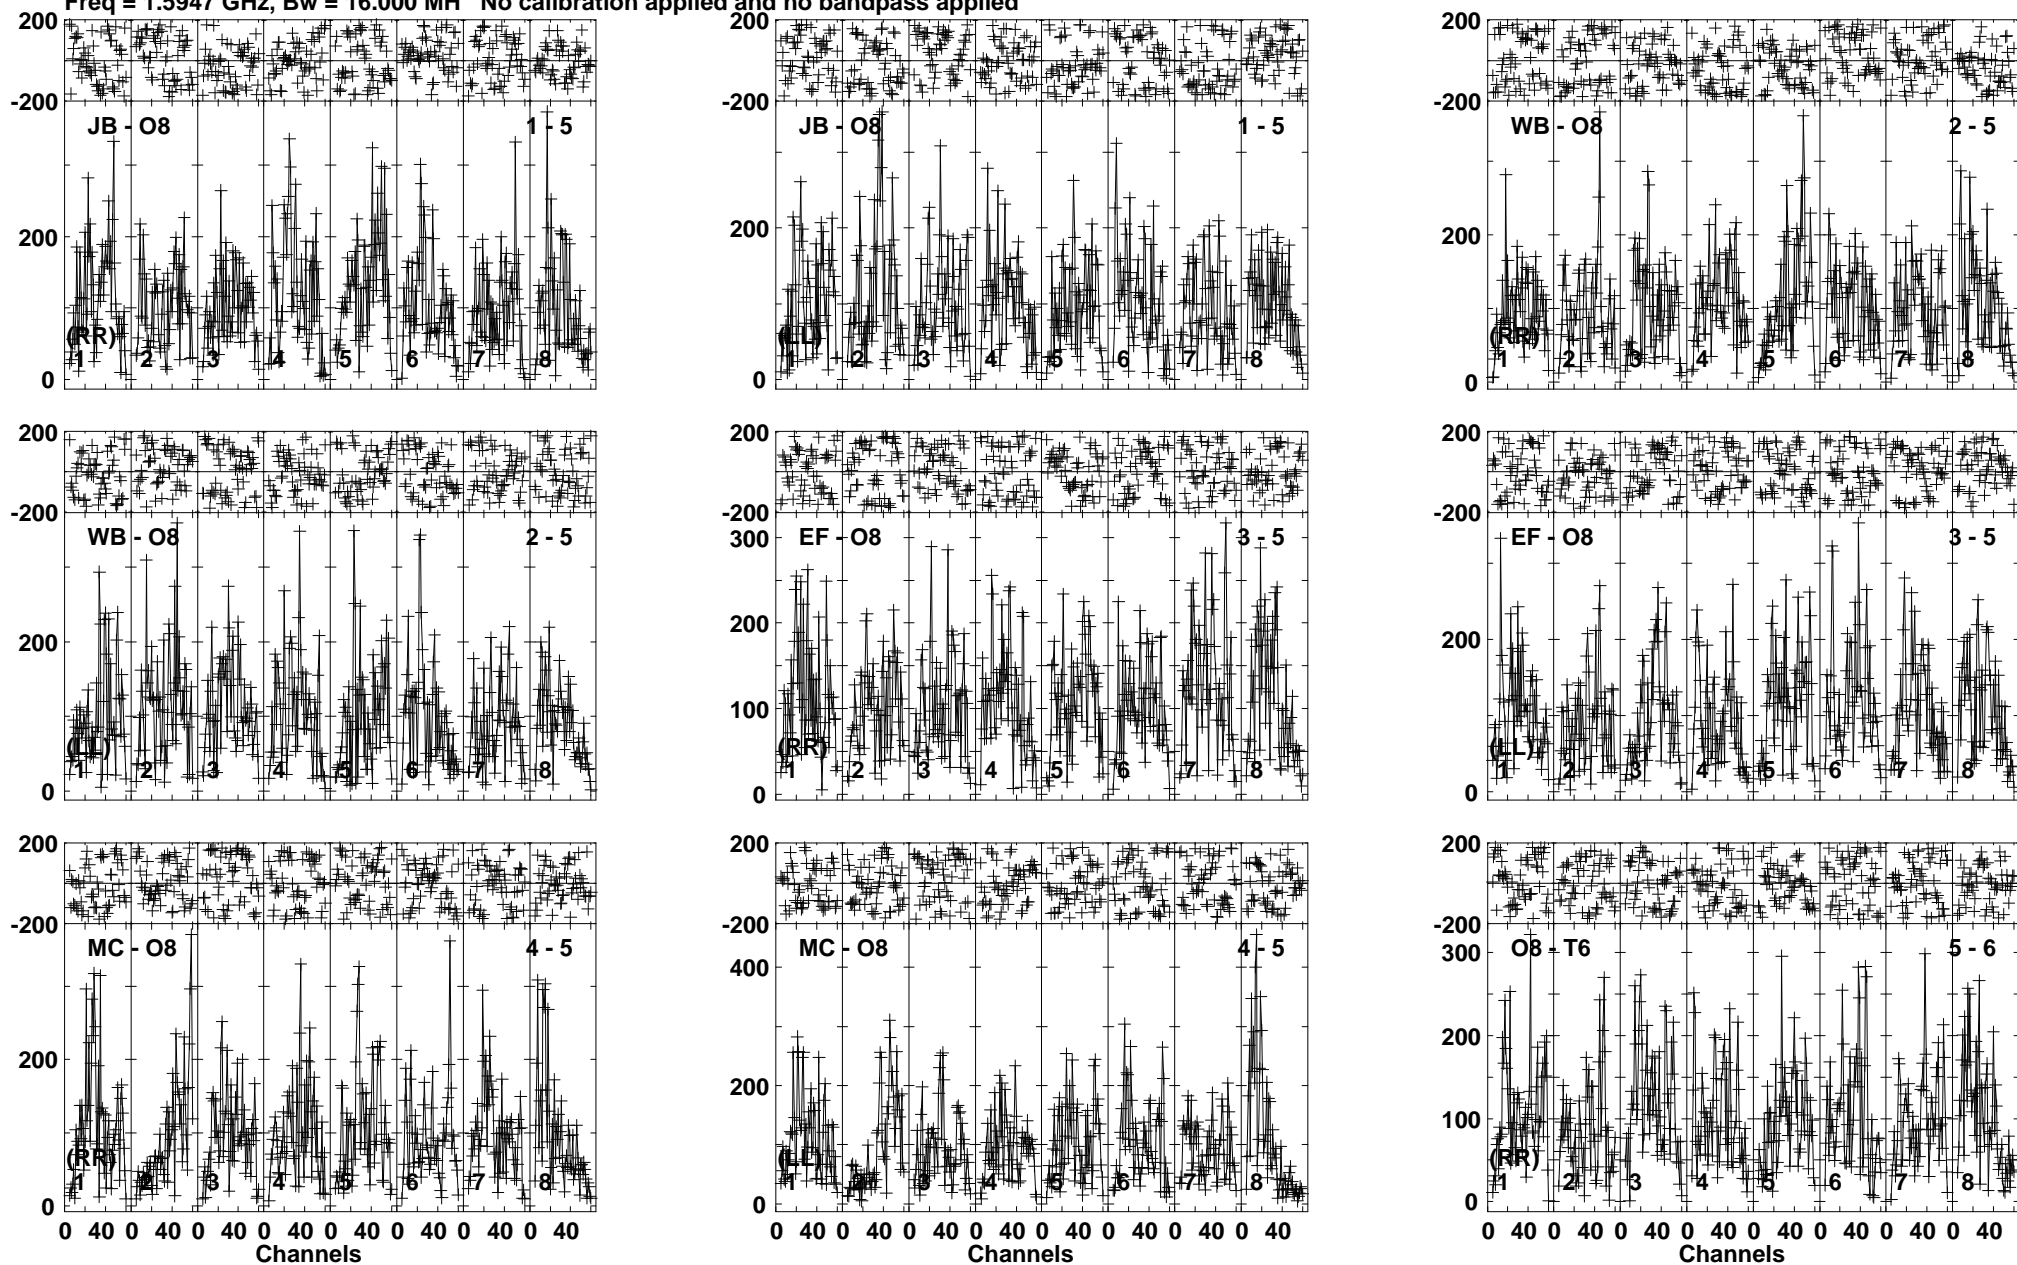 Freq = 1.5947 GHz, Bw = 16.000 MH No calibration applied and no bandpass applied
200 200 200
-200 -200 -200
JB - O8 1 - 5 JB - O8 1 - 5 WB - O8 2 - 5
200 200 200
(RR) (LL) (RR)
1 2 3 4 5 6 7 8 1 2 3 4 5 6 7 8 1 2 3 4 5 6 7 8
0 0 0
200 200 200
-200 -200 -200
WB - O8 2 - 5 EF - O8 3 - 5 EF - O8 3 - 5
300
200 200 200
100
(LL) (RR) (LL)
1 2 3 4 5 6 7 8 1 2 3 4 5 6 7 8 1 2 3 4 5 6 7 8
0 0 0
200 200 200
-200 -200 -200
MC - O8 4 - 5 MC - O8 4 - 5 O8 - T6 5 - 6
400 300
200 200 200
100
(RR) (LL) (RR)
1 2 3 4 5 6 7 8 1 2 3 4 5 6 7 8 1 2 3 4 5 6 7 8
0 0 0
0 40 0 40 0 40 0 40 0 40 0 40 0 40 0 40 0 40 0 40 0 40 0 40 0 40 0 40 0 40 0 40 0 40 0 40 0 40 0 40 0 40 0 40 0 40 0 40
Channels Channels Channels